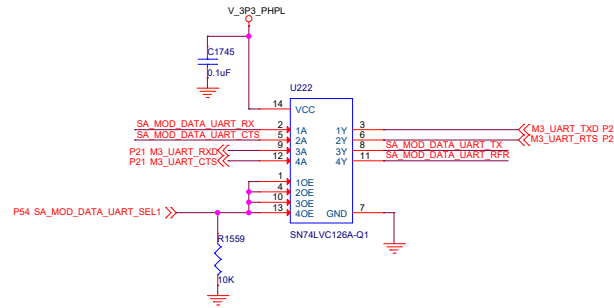 V_3P3_PHPL
C1745
0.1uF
U222
14 VCC
SA_MOD_DATA_UART_RX 2 1A 1Y 3 M3_UART_TXD P2
SA_MOD_DATA_UART_CTS 5 2A 2Y 6 M3_UART_RTS P2
P21 M3_UART_RXD 9 3A 3Y 8 SA_MOD_DATA_UART_TX
P21 M3_UART_CTS 12 4A 4Y 11 SA_MOD_DATA_UART_RFR
1 1OE
4 2OE
10 3OE
P54 SA_MOD_DATA_UART_SEL1 13 4OE GND 7
SN74LVC126A-Q1
R1559
10K